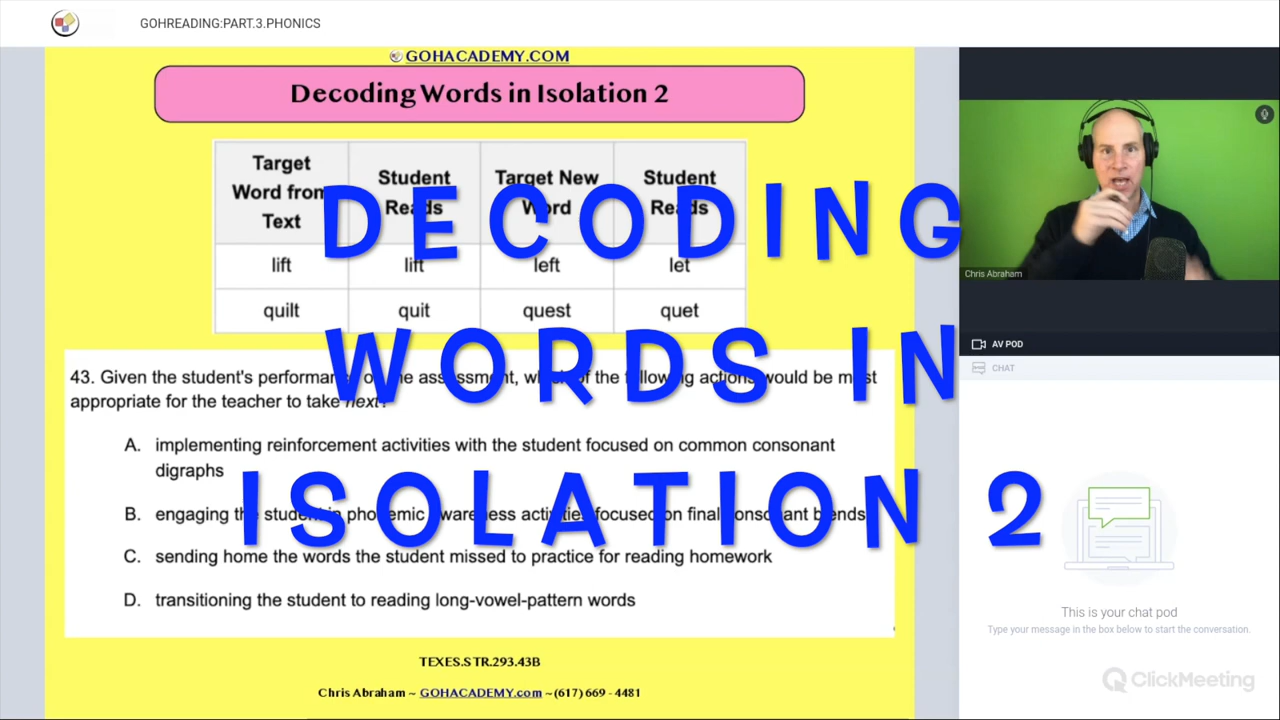 GOHREADING:PART.3.PHONICS
GOHACADEMY.COM
Decoding Words in Isolation 2
Target Word from Text
Student Reads
Target New Word
Student Reads
lift
lift
left
let
quilt
quit
quest
quet
DECODING
WORDS IN
ISOLATION 2
43. Given the student's performance on the assessment, which of the following actions would be most
appropriate for the teacher to take next?
A. implementing reinforcement activities with the student focused on common consonant
digraphs
B. engaging the student in phonemic awareness activities focused on final consonant blends
C. sending home the words the student missed to practice for reading homework
D. transitioning the student to reading long-vowel-pattern words
TEXES.STR.293.43B
Chris Abraham ~ GOHACADEMY.com ~(617) 669 - 4481
Chris Abraham
AV POD
CHAT
This is your chat pod
Type your message in the box below to start the conversation.
ClickMeeting